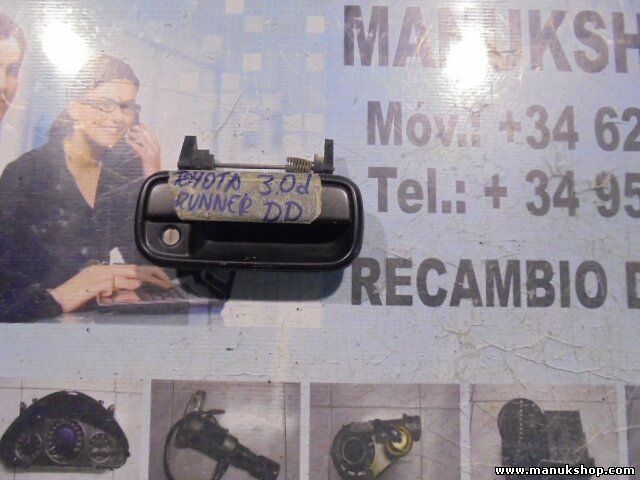 MANUKSH
Móv.: +34 62
Tel.: + 34 95
TOYOTA 3.0d
RUNNER DD
RECAMBIO D
www.manukshop.com